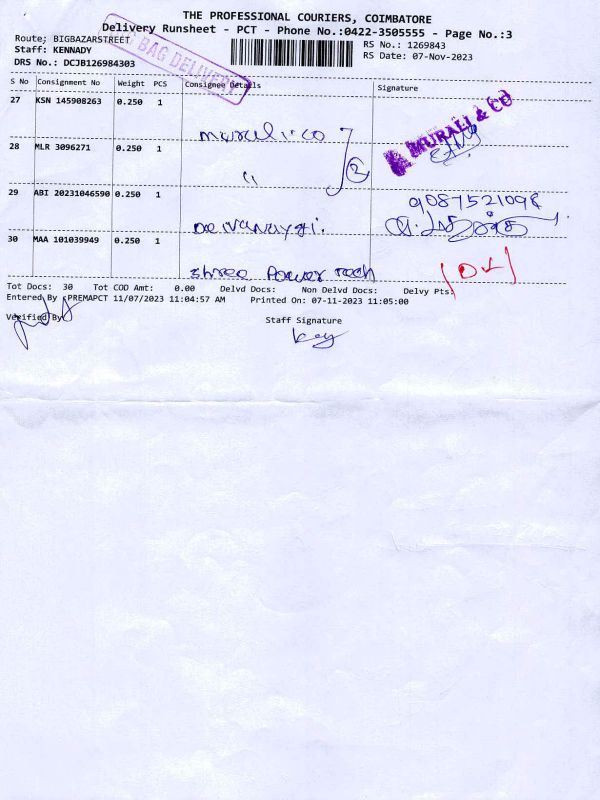 THE PROFESSIONAL COURIERS, COIMBATORE
Delivery Runsheet - PCT - Phone No.:0422-3505555 - Page No.:3
Route: BIGBAZARSTREET
RS No.: 1269843
Staff: KENNADY
RS Date: 07-Nov-2023
DRS No.: DCJB126984303
BAG DELIVERY
S No Consignment No Weight PCS Consignee Details Signature
27 KSN 145908263 0.250 1
MURALI & CO
murali & co
28 MLR 3096271 0.250 1
2
"
29 ABI 20231046590 0.250 1
9087521098
30 MAA 101039949 0.250 1
Shree Power Tech
Tot Docs: 30 Tot COD Amt: 0.00 Delvd Docs: Non Delvd Docs: Delvy Pts:
Entered By :PREMAPCT 11/07/2023 11:04:57 AM Printed On: 07-11-2023 11:05:00
Verified By
Staff Signature